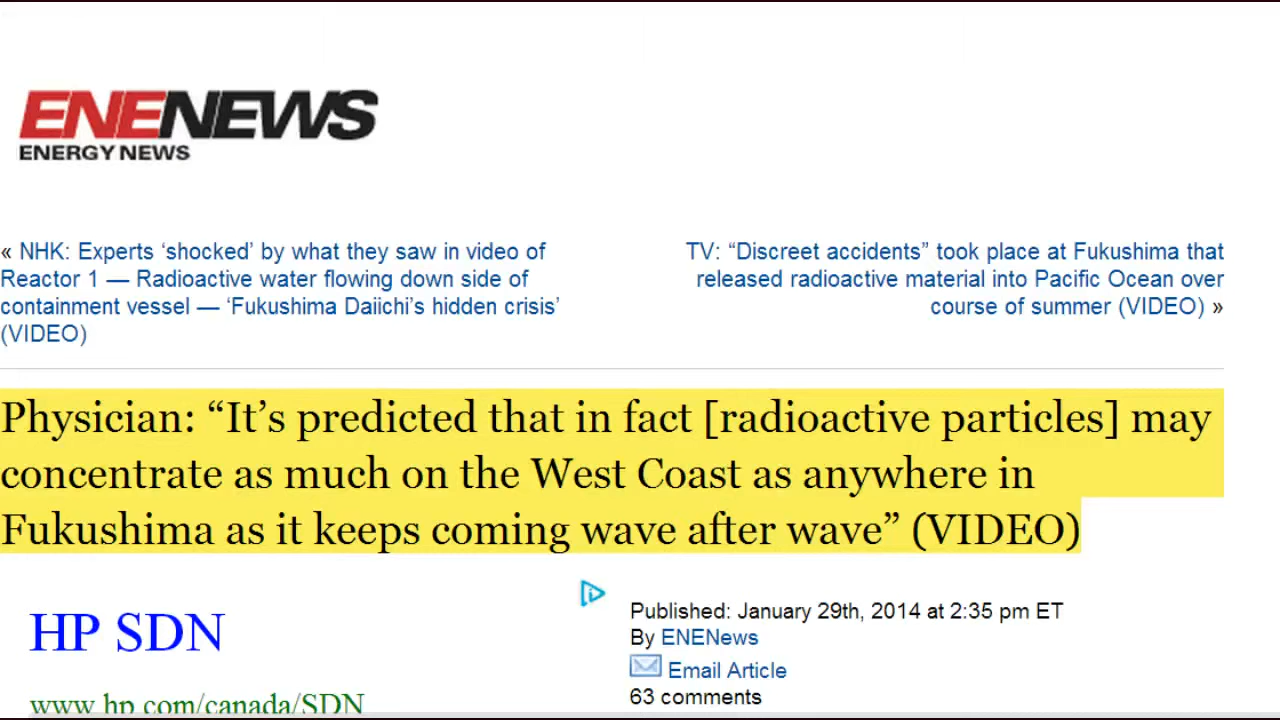 ENENEWS
ENERGY NEWS
« NHK: Experts ‘shocked’ by what they saw in video of
Reactor 1 — Radioactive water flowing down side of
containment vessel — ‘Fukushima Daiichi’s hidden crisis’
(VIDEO)
TV: “Discreet accidents” took place at Fukushima that
released radioactive material into Pacific Ocean over
course of summer (VIDEO) »
Physician: “It’s predicted that in fact [radioactive particles] may
concentrate as much on the West Coast as anywhere in
Fukushima as it keeps coming wave after wave” (VIDEO)
HP SDN
www.hp.com/canada/SDN
Published: January 29th, 2014 at 2:35 pm ET
By ENENews
Email Article
63 comments